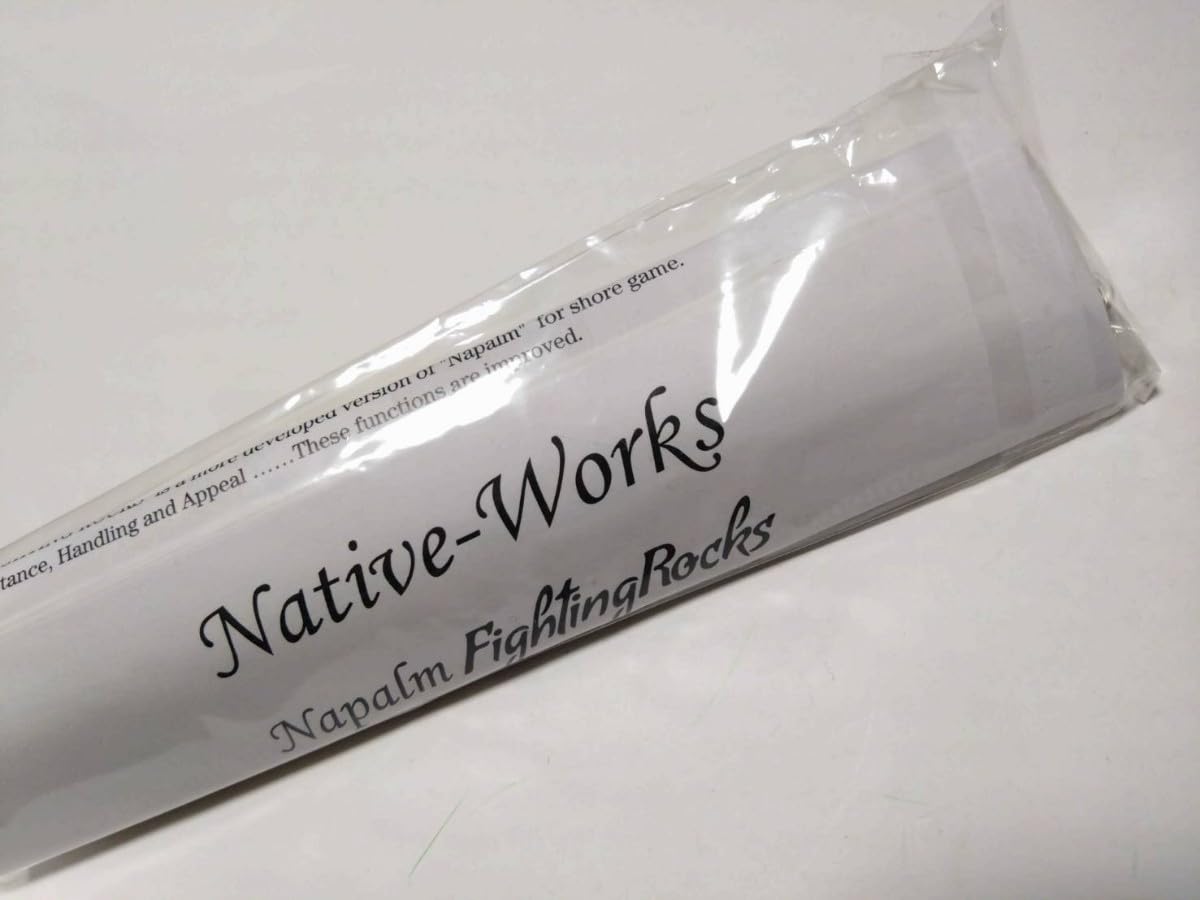 is a more developed version of "Napalm" for shore game.
tance, Handling and Appeal ......These functions are improved.
Native-Works
Napalm FightingRocks